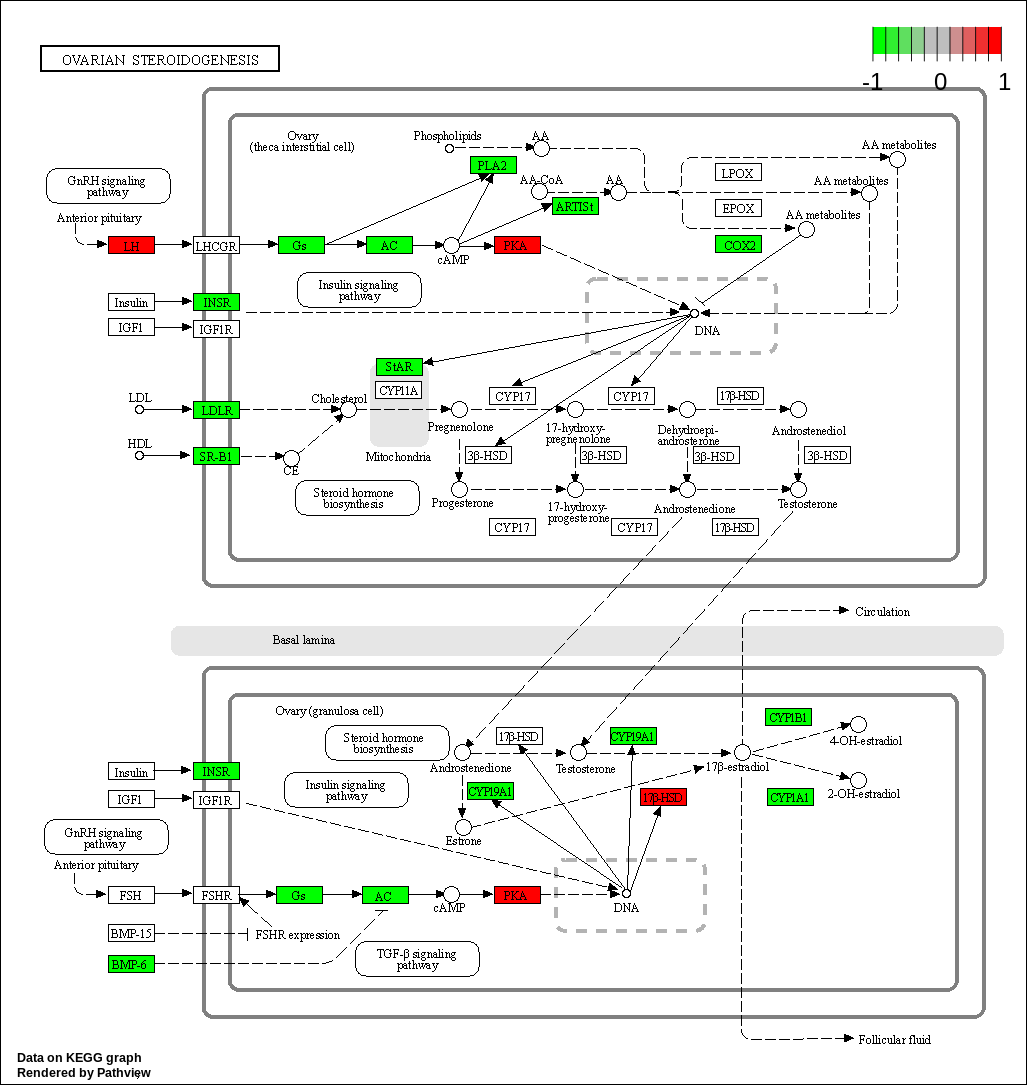 OVARIAN STEROIDOGENESIS
-1 0 1
Ovary
(theca interstitial cell)
Phospholipids
AA
AA metabolites
PLA2
LPOX
GnRH signaling
pathway
AA-CoA
AA
AA metabolites
ARTISt
EPOX
Anterior pituitary
AA metabolites
LH
LHCGR
Gs
AC
cAMP
PKA
COX2
Insulin signaling
pathway
Insulin
INSR
IGF1
IGF1R
DNA
StAR
CYP11A
CYP17
CYP17
17β-HSD
LDL
LDLR
Cholesterol
Pregnenolone
17-hydroxy-
pregnenolone
Dehydroepi-
androsterone
Androstenediol
HDL
SR-B1
CE
Mitochondria
3β-HSD
3β-HSD
3β-HSD
3β-HSD
Steroid hormone
biosynthesis
Progesterone
17-hydroxy-
progesterone
Androstenedione
Testosterone
CYP17
CYP17
17β-HSD
Circulation
Basal lamina
Ovary (granulosa cell)
Steroid hormone
biosynthesis
17β-HSD
CYP19A1
CYP1B1
4-OH-estradiol
Androstenedione
Testosterone
17β-estradiol
Insulin
INSR
Insulin signaling
pathway
CYP19A1
17β-HSD
CYP1A1
2-OH-estradiol
IGF1
IGF1R
GnRH signaling
pathway
Estrone
Anterior pituitary
FSH
FSHR
Gs
AC
cAMP
PKA
DNA
BMP-15
FSHR expression
BMP-6
TGF-β signaling
pathway
Follicular fluid
Data on KEGG graph
Rendered by Pathview